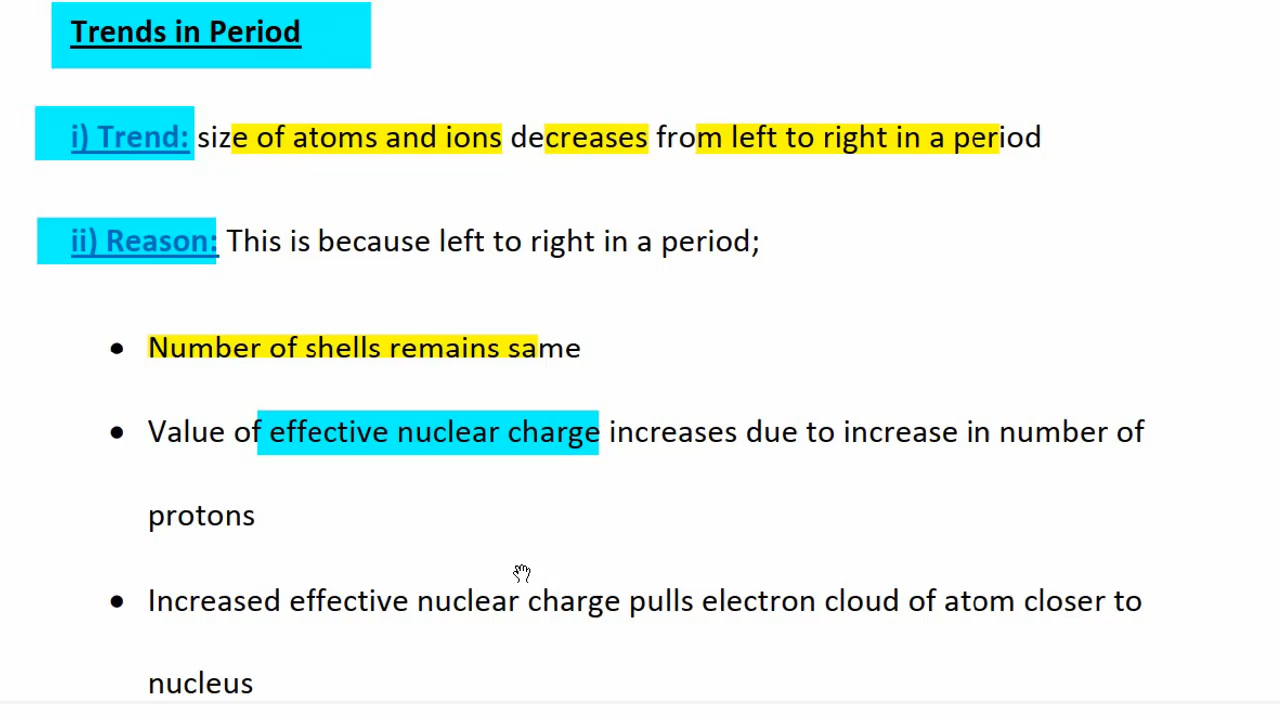 Trends in Period
i) Trend: size of atoms and ions decreases from left to right in a period
ii) Reason: This is because left to right in a period;
• Number of shells remains same
• Value of effective nuclear charge increases due to increase in number of
protons
• Increased effective nuclear charge pulls electron cloud of atom closer to
nucleus